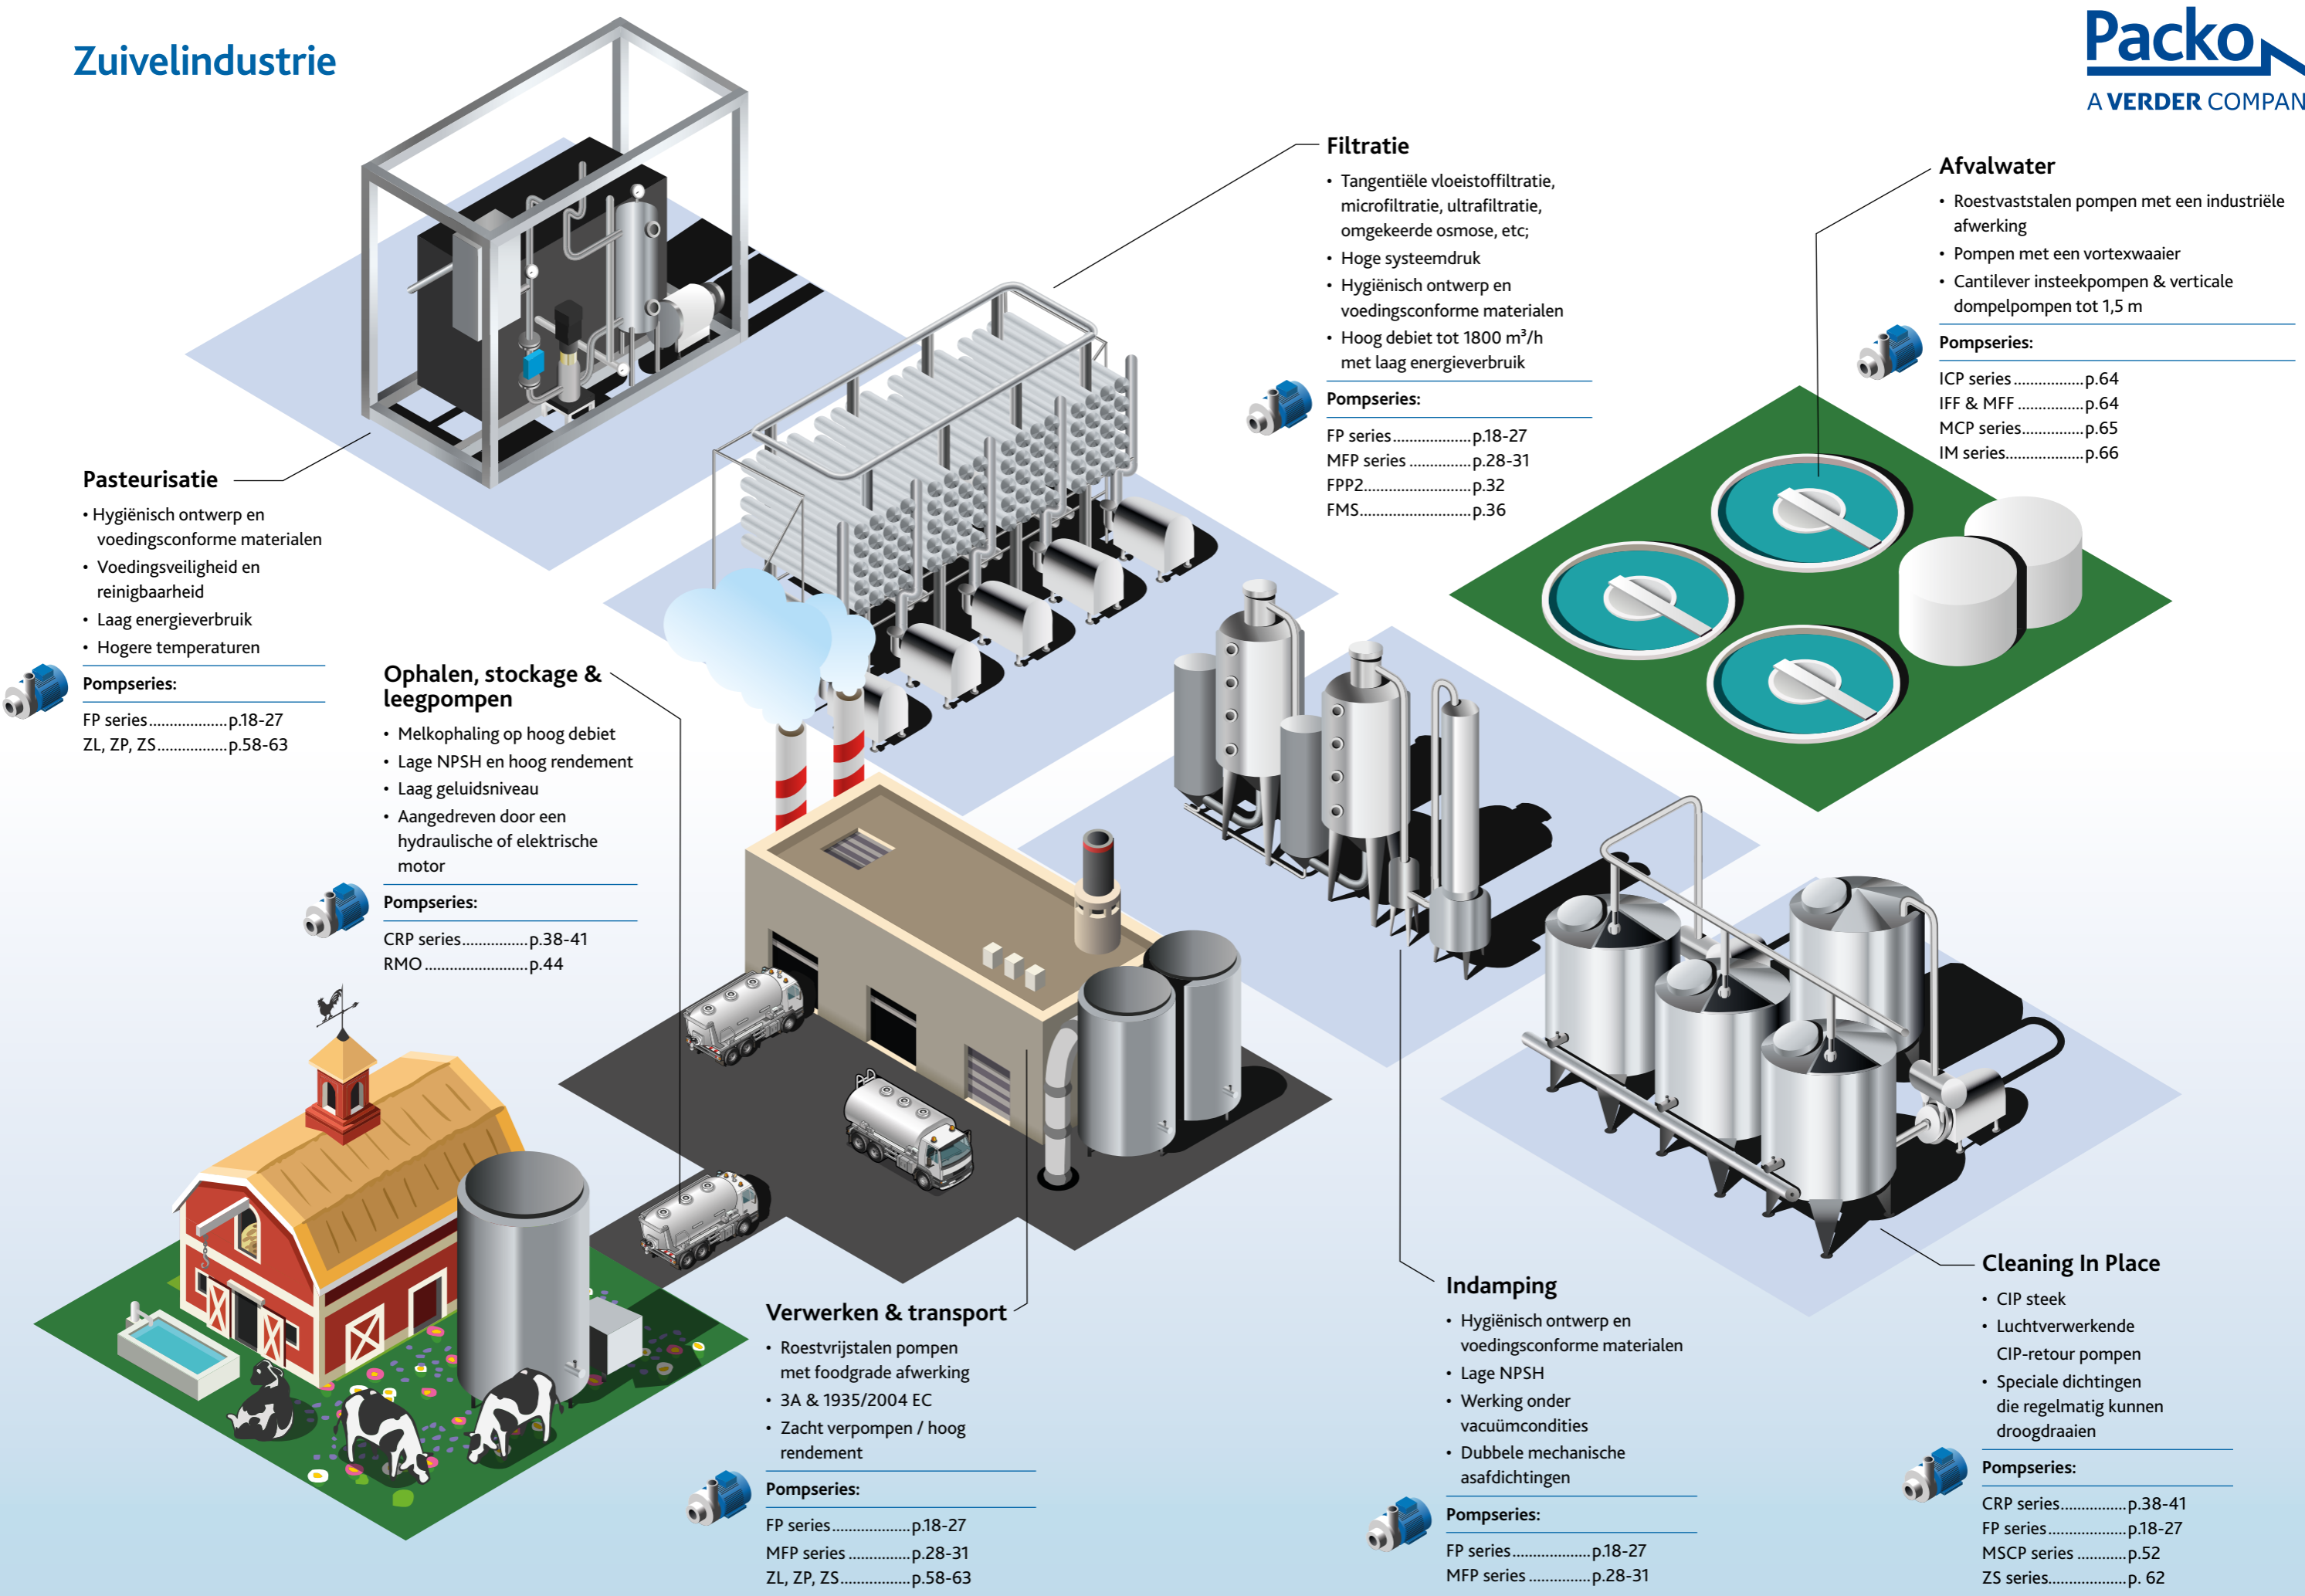 Zuivelindustrie
Packo
A VERDER COMPAN
Filtratie
• Tangentiële vloeistoffiltratie,
microfiltratie, ultrafiltratie,
omgekeerde osmose, etc;
• Hoge systeemdruk
• Hygiënisch ontwerp en
voedingsconforme materialen
• Hoog debiet tot 1800 m³/h
met laag energieverbruik
Pompseries:
FP series...................p.18-27
MFP series ...............p.28-31
FPP2..........................p.32
FMS...........................p.36
Afvalwater
• Roestvaststalen pompen met een industriële
afwerking
• Pompen met een vortexwaaier
• Cantilever insteekpompen & verticale
dompelpompen tot 1,5 m
Pompseries:
ICP series.................p.64
IFF & MFF ................p.64
MCP series...............p.65
IM series...................p.66
Pasteurisatie
• Hygiënisch ontwerp en
voedingsconforme materialen
• Voedingsveiligheid en
reinigbaarheid
• Laag energieverbruik
• Hogere temperaturen
Pompseries:
FP series...................p.18-27
ZL, ZP, ZS.................p.58-63
Ophalen, stockage &
leegpompen
• Melkophaling op hoog debiet
• Lage NPSH en hoog rendement
• Laag geluidsniveau
• Aangedreven door een
hydraulische of elektrische
motor
Pompseries:
CRP series................p.38-41
RMO.........................p.44
Verwerken & transport
• Roestvrijstalen pompen
met foodgrade afwerking
• 3A & 1935/2004 EC
• Zacht verpompen / hoog
rendement
Pompseries:
FP series...................p.18-27
MFP series ...............p.28-31
ZL, ZP, ZS.................p.58-63
Indamping
• Hygiënisch ontwerp en
voedingsconforme materialen
• Lage NPSH
• Werking onder
vacuümcondities
• Dubbele mechanische
asafdichtingen
Pompseries:
FP series...................p.18-27
MFP series ...............p.28-31
Cleaning In Place
• CIP steek
• Luchtverwerkende
CIP-retour pompen
• Speciale dichtingen
die regelmatig kunnen
droogdraaien
Pompseries:
CRP series................p.38-41
FP series...................p.18-27
MSCP series ............p.52
ZS series...................p. 62